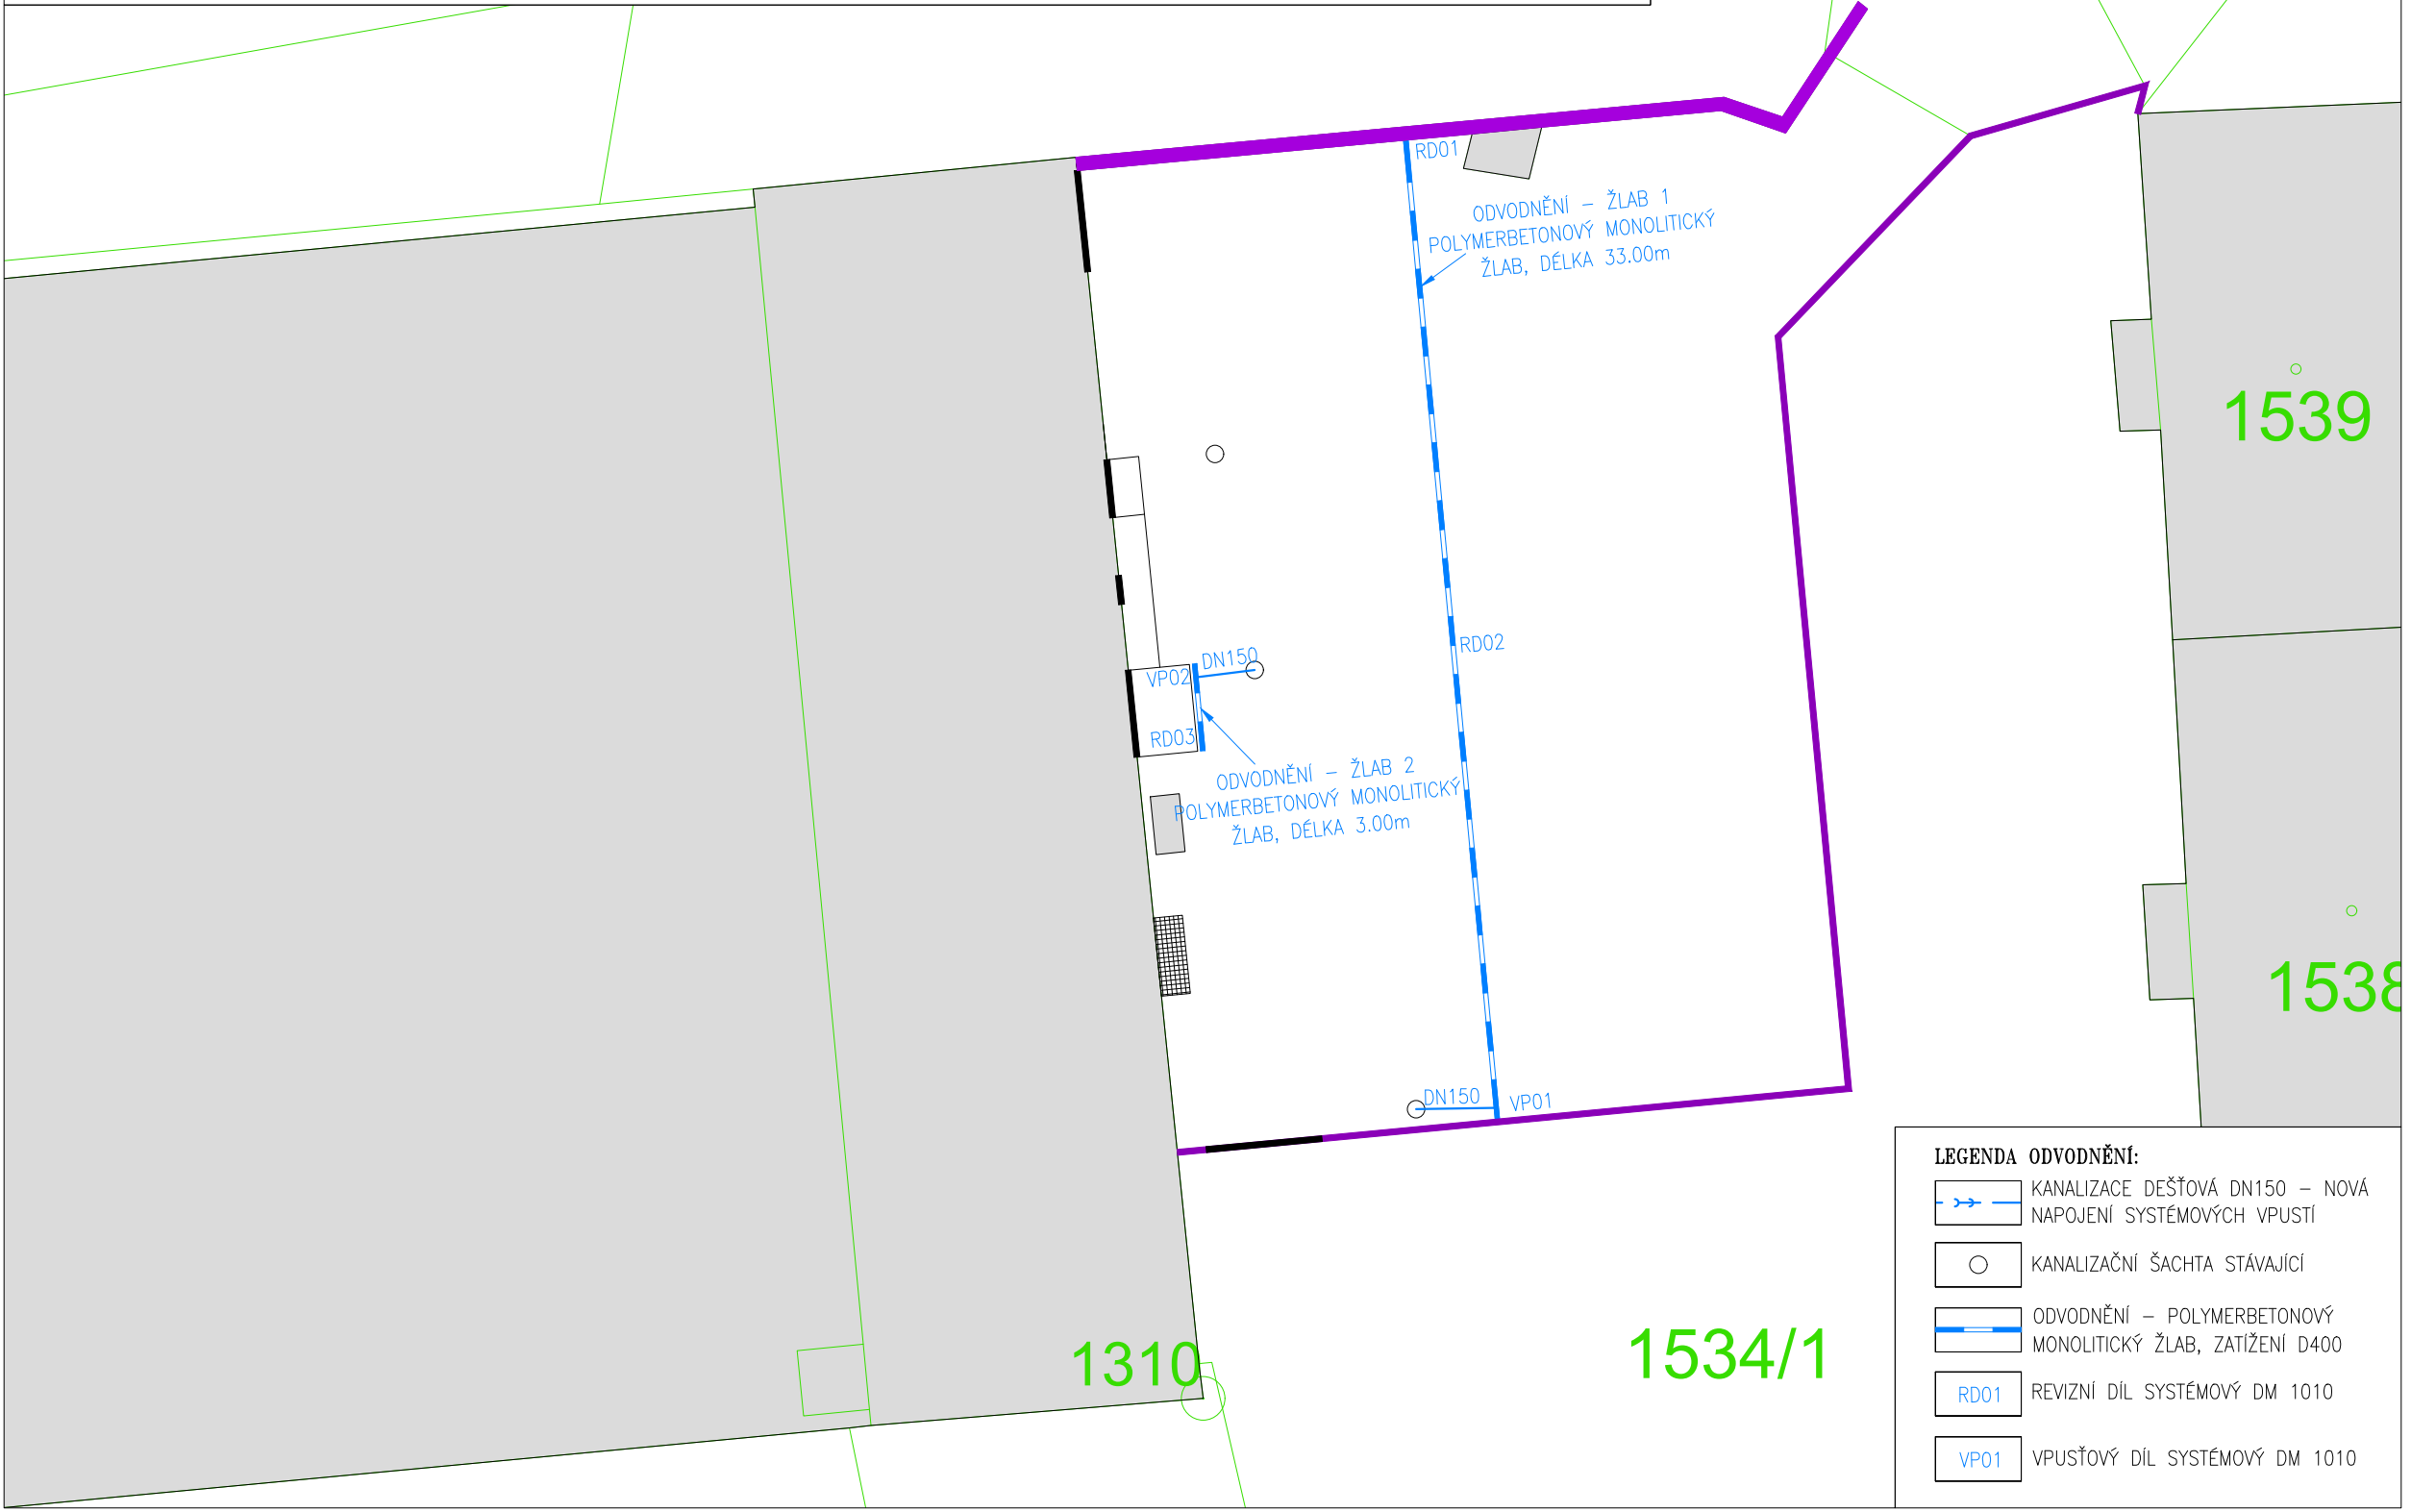 RD01
ODVODNĚNÍ – ŽLAB 1
POLYMERBETONOVÝ MONOLITICKÝ
ŽLAB, DÉLKA 33.00m
1539
RD02
DN150
VP02
RD03
ODVODNĚNÍ – ŽLAB 2
POLYMERBETONOVÝ MONOLITICKÝ
ŽLAB, DÉLKA 3.00m
1538
DN150
VP01
1310
1534/1
LEGENDA ODVODNĚNÍ:
KANALIZACE DEŠŤOVÁ DN150 – NOVÁ
NAPOJENÍ SYSTÉMOVÝCH VPUSTÍ
KANALIZAČNÍ ŠACHTA STÁVAJÍCÍ
ODVODNĚNÍ – POLYMERBETONOVÝ
MONOLITICKÝ ŽLAB, ZATÍŽENÍ D400
RD01 REVIZNÍ DÍL SYSTÉMOVÝ DM 1010
VP01 VPUSŤOVÝ DÍL SYSTÉMOVÝ DM 1010